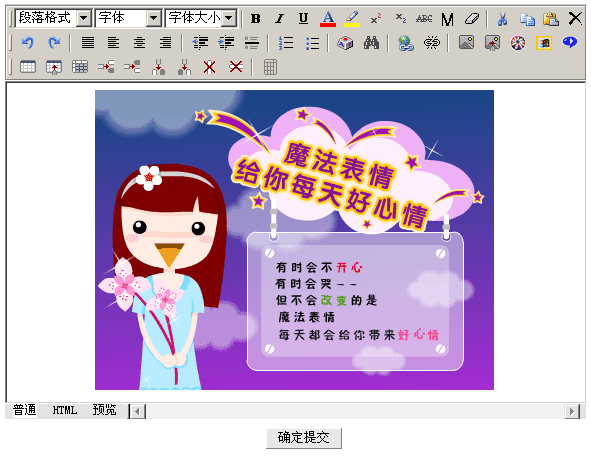 段落格式 字体 字体大小 B I U A x² x₂ ABC M
魔法表情
给你每天好心情
有时会不开心
有时会哭~~
但不会改变的是
魔法表情
每天都会给你带来好心情
普通 HTML 预览
确定提交